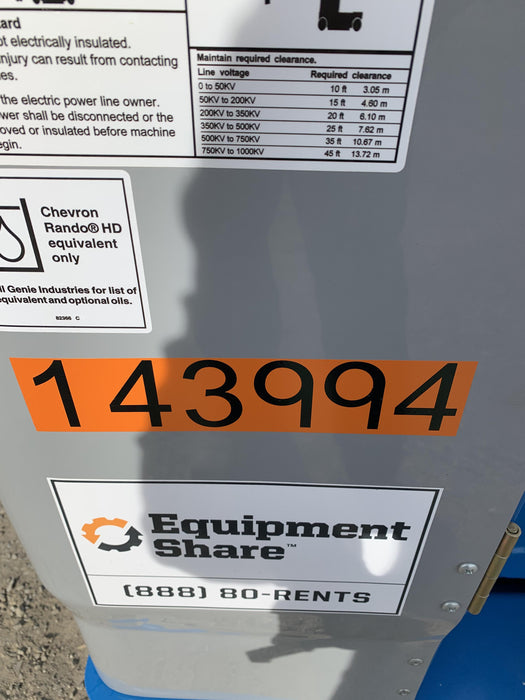 ard
ot electrically insulated.
njury can result from contacting
es.
the electric power line owner.
wer shall be disconnected or the
oved or insulated before machine
egin.
Maintain required clearance.
Line voltage Required clearance
0 to 50KV 10 ft 3.05 m
50KV to 200KV 15 ft 4.60 m
200KV to 350KV 20 ft 6.10 m
350KV to 500KV 25 ft 7.62 m
500KV to 750KV 35 ft 10.67 m
750KV to 1000KV 45 ft 13.72 m
Chevron
Rando® HD
equivalent
only
ll Genie Industries for list of
equivalent and optional oils.
82366 C
143994
Equipment
Share™
(888) 80-RENTS